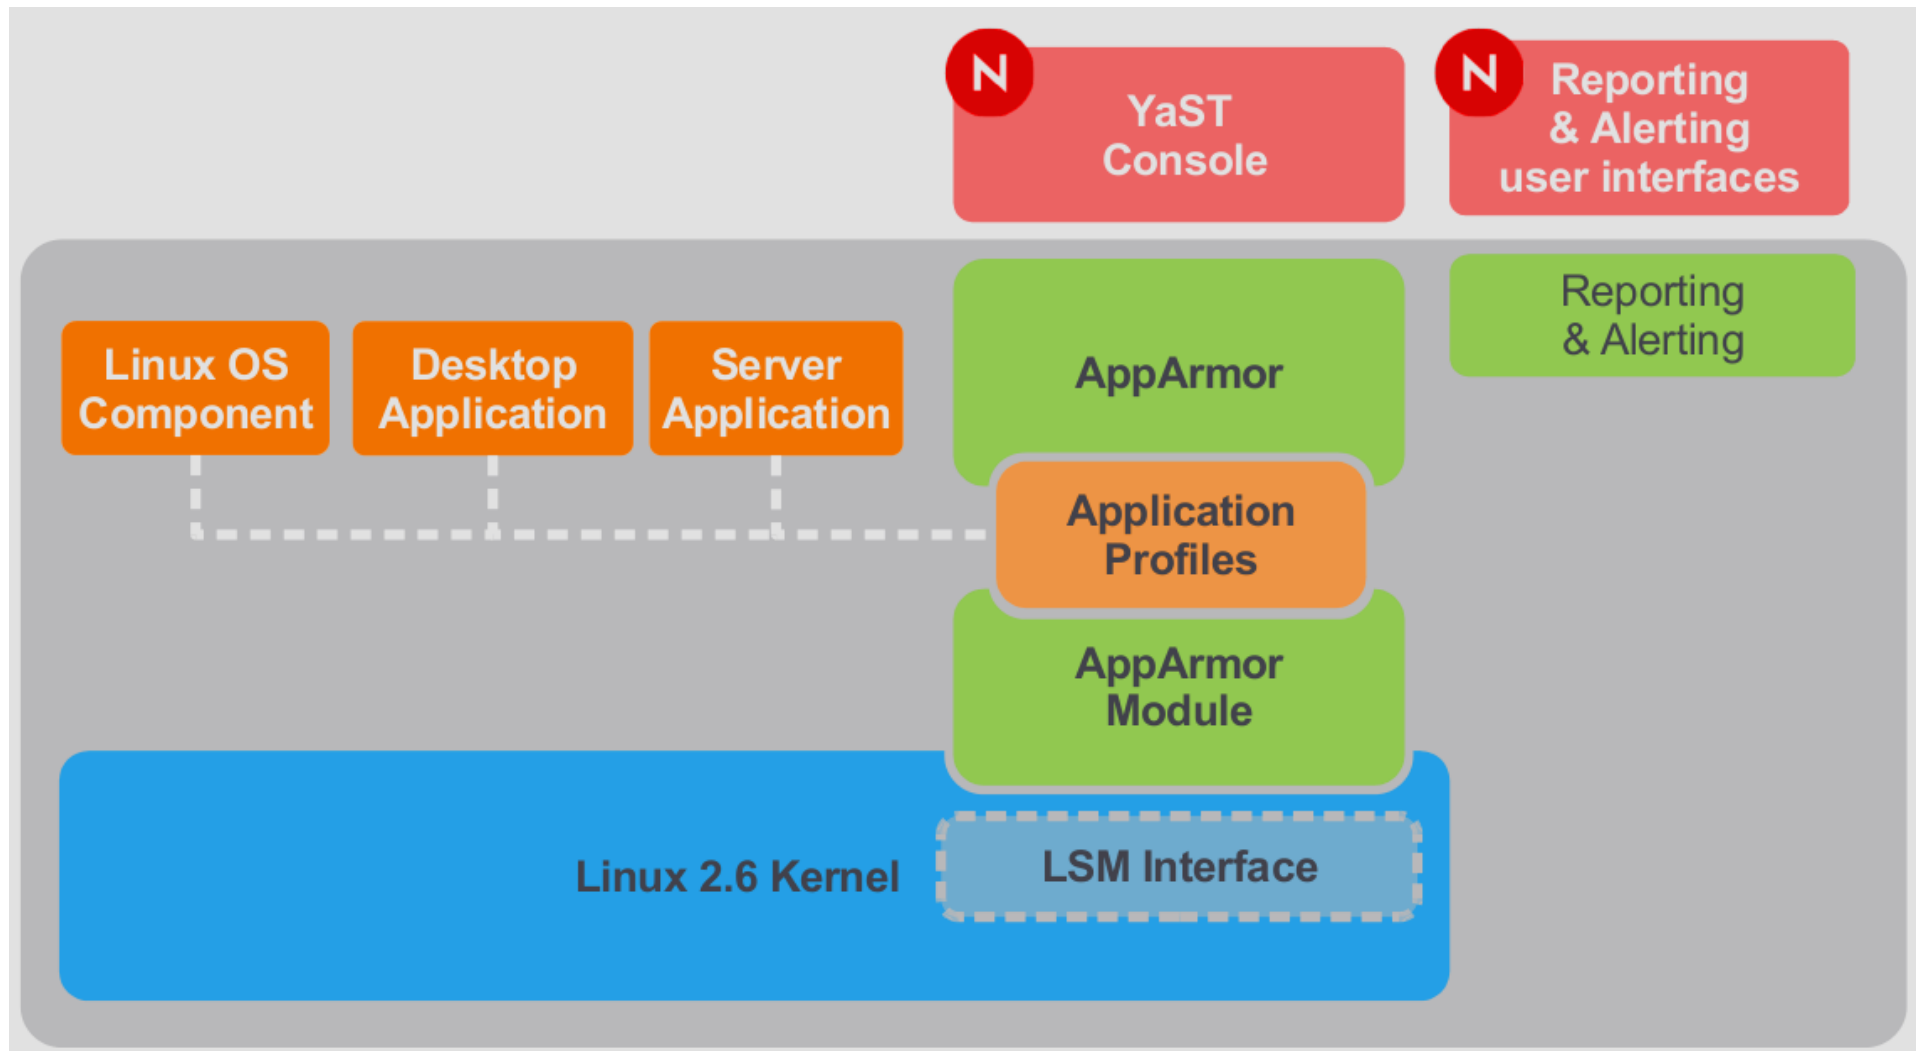 N
YaST
Console
N
Reporting
& Alerting
user interfaces
Reporting
& Alerting
Linux OS
Component
Desktop
Application
Server
Application
AppArmor
Application
Profiles
AppArmor
Module
Linux 2.6 Kernel
LSM Interface